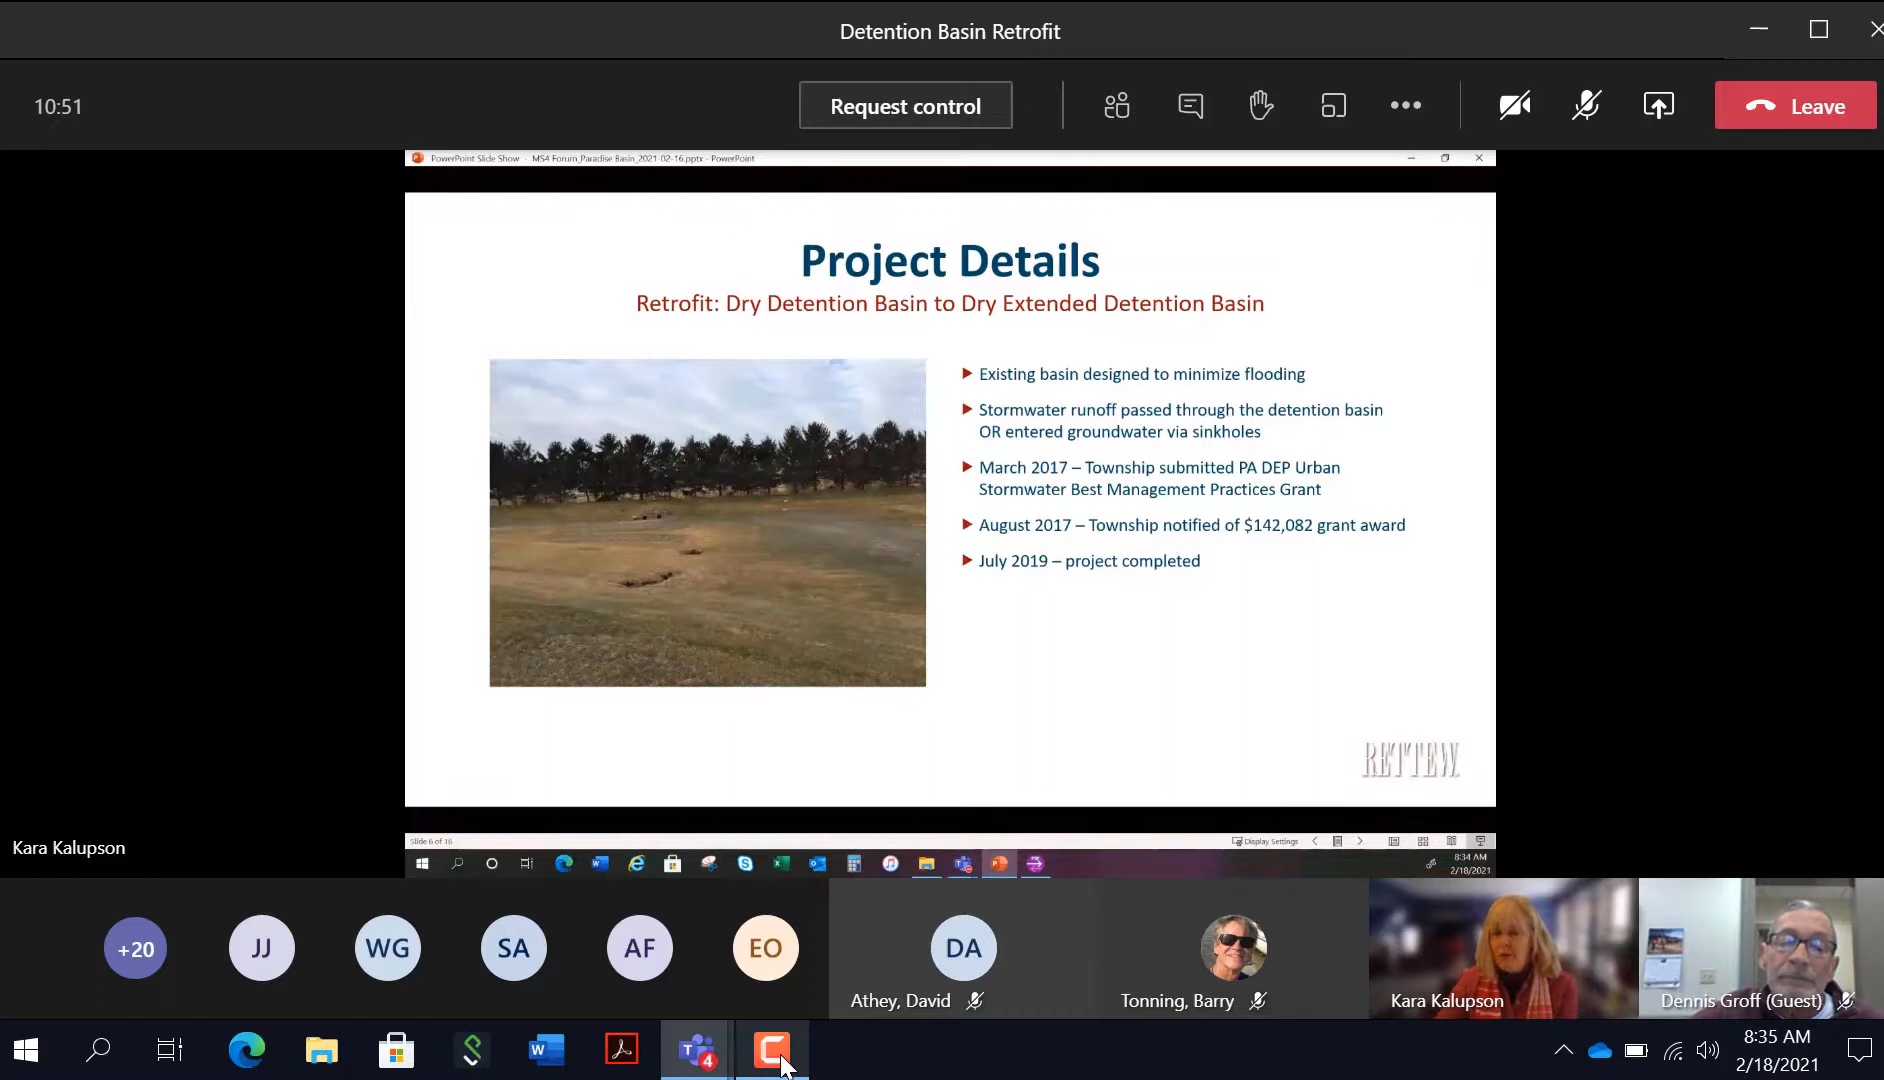 Detention Basin Retrofit
10:51
Request control
Leave
PowerPoint Slide Show - MS4 Forum_Paradise Basin_2021-02-16.pptx - PowerPoint
Project Details
Retrofit: Dry Detention Basin to Dry Extended Detention Basin
Existing basin designed to minimize flooding
Stormwater runoff passed through the detention basin
OR entered groundwater via sinkholes
March 2017 – Township submitted PA DEP Urban
Stormwater Best Management Practices Grant
August 2017 – Township notified of $142,082 grant award
July 2019 – project completed
RETTEW
Kara Kalupson
Slide 6 of 16
Display Settings
8:34 AM
2/18/2021
+20
JJ
WG
SA
AF
EO
DA
Athey, David
Tonning, Barry
Kara Kalupson
Dennis Groff (Guest)
4
8:35 AM
2/18/2021